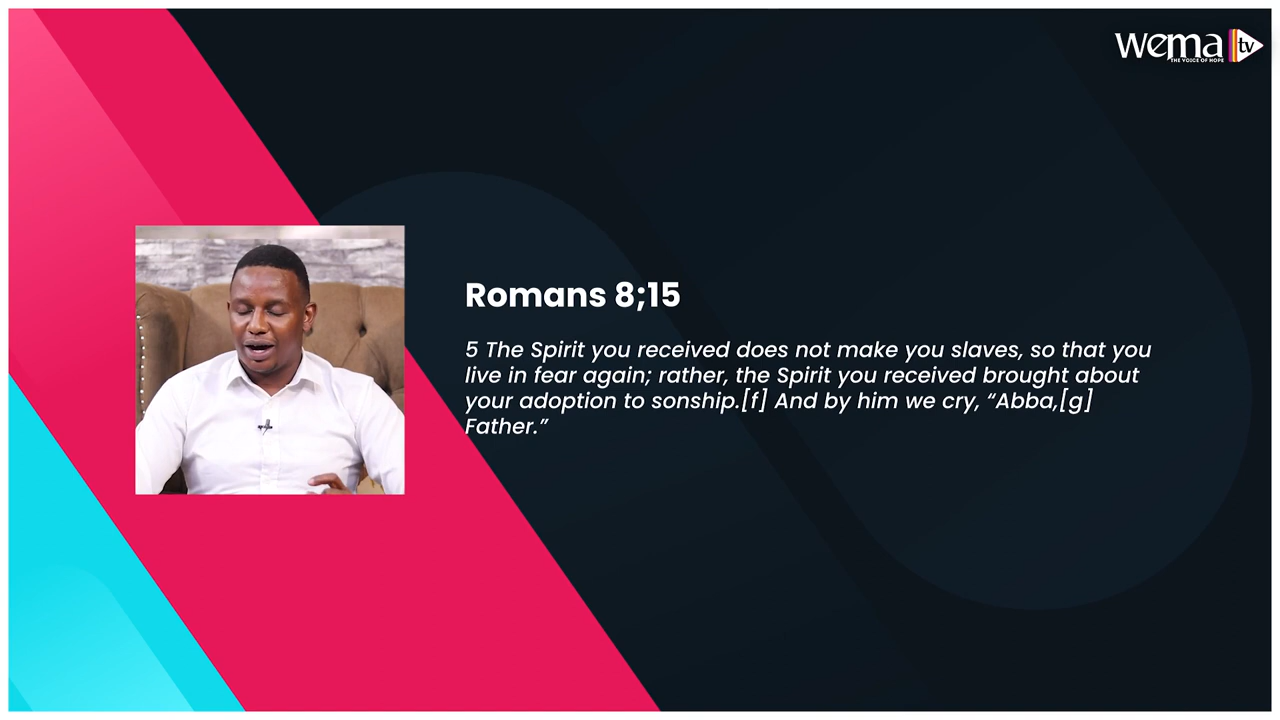 wema tv
THE VOICE OF HOPE
Romans 8;15
5 The Spirit you received does not make you slaves, so that you
live in fear again; rather, the Spirit you received brought about
your adoption to sonship.[f] And by him we cry, “Abba,[g]
Father.”